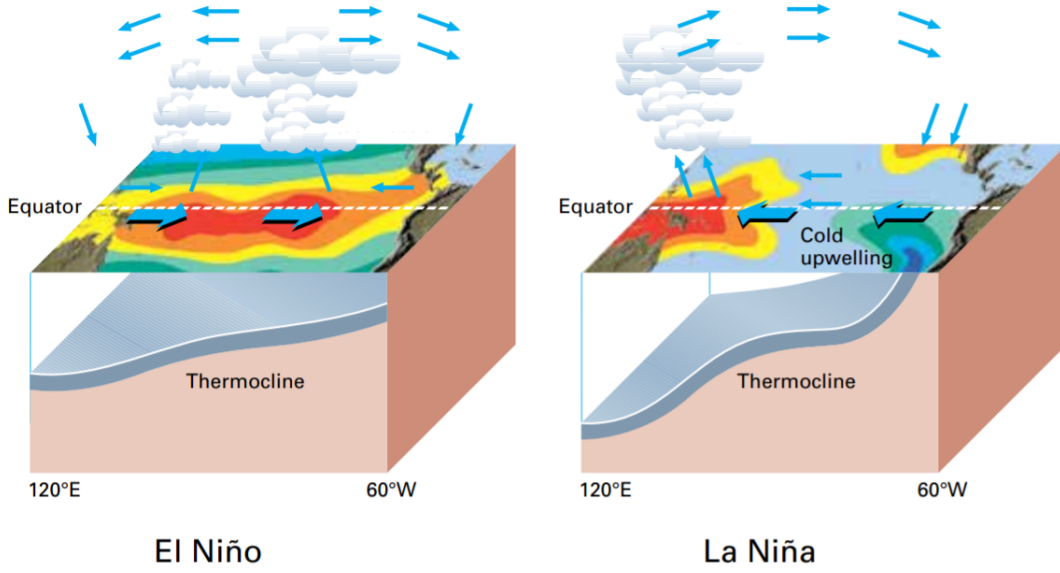 Equator
Thermocline
120°E
60°W
El Niño
Equator
Cold
upwelling
Thermocline
120°E
60°W
La Niña